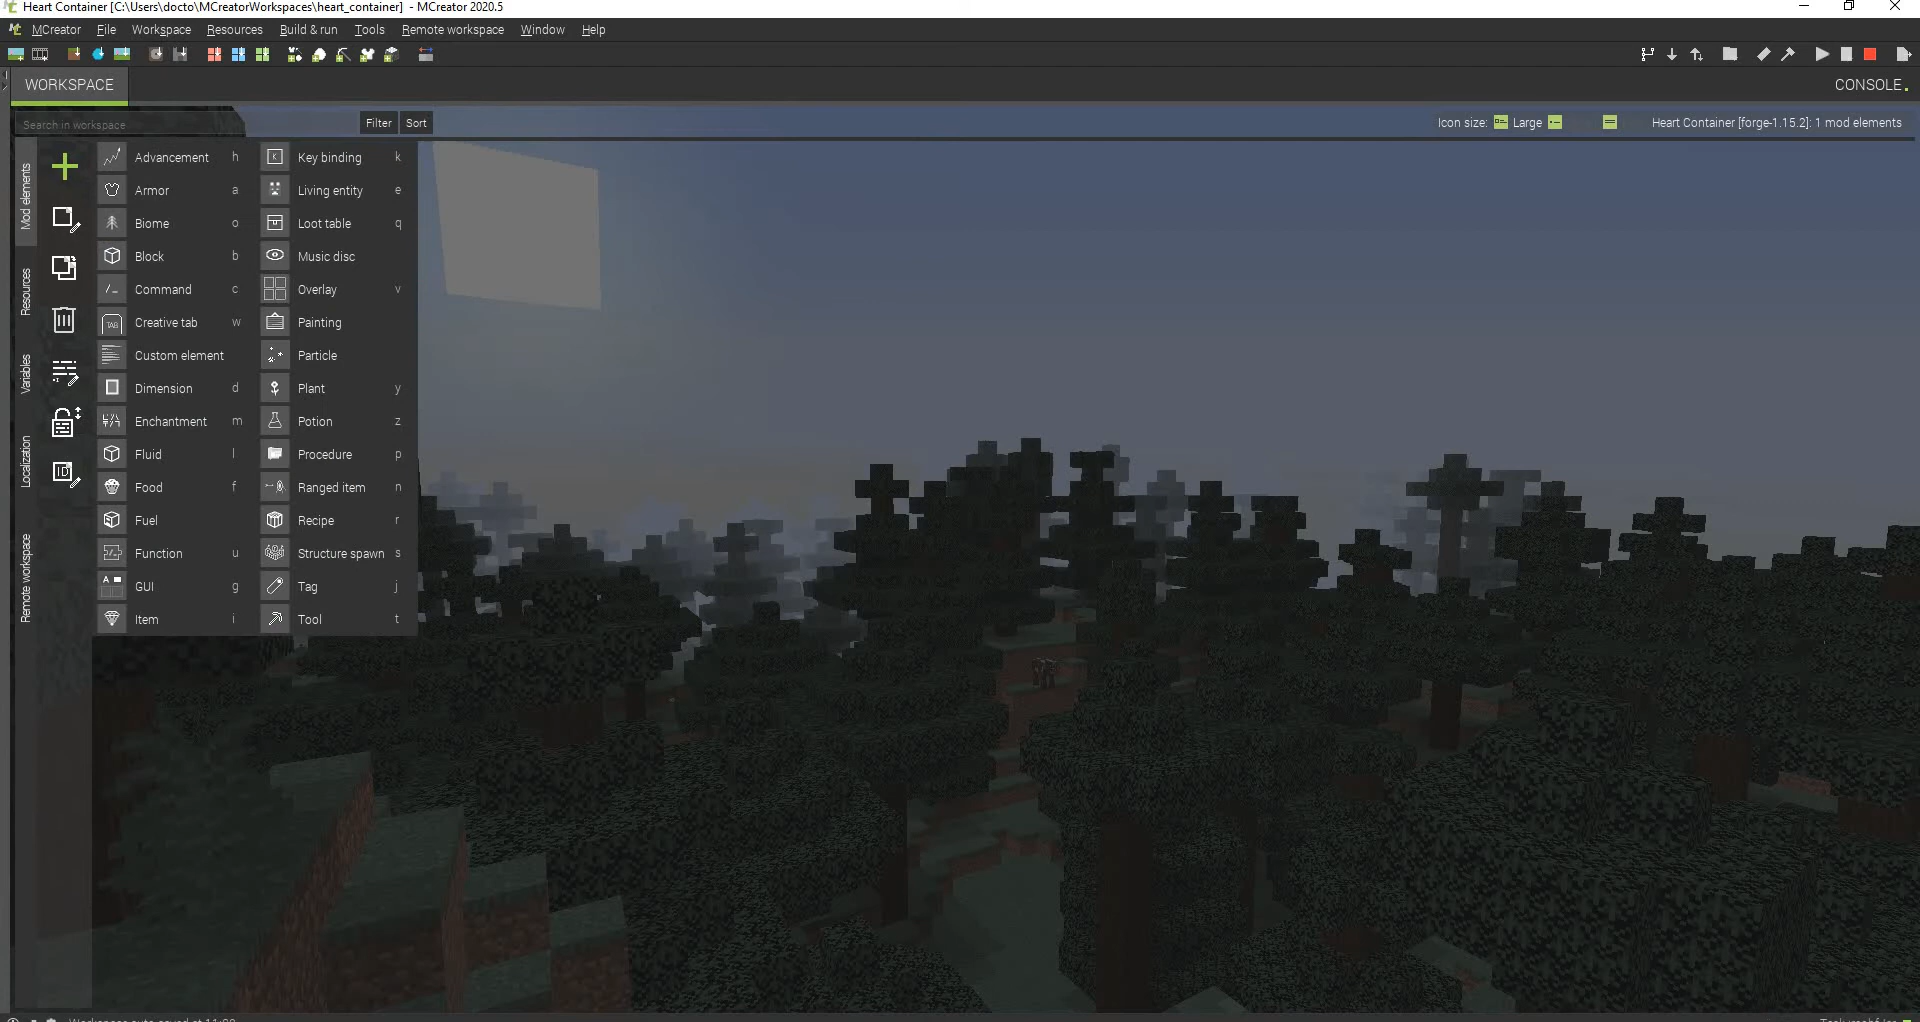 Heart Container [C:\Users\docto\MCreatorWorkspaces\heart_container] - MCreator 2020.5
MCreator File Workspace Resources Build & run Tools Remote workspace Window Help
WORKSPACE
CONSOLE.
Search in workspace
Filter Sort
Icon size: Large
Heart Container [forge-1.15.2]: 1 mod elements
Mod elements
Resources
Variables
Localization
Remote workspace
Advancement h
Armor a
Biome o
Block b
Command c
Creative tab w
Custom element
Dimension d
Enchantment m
Fluid l
Food f
Fuel
Function u
GUI g
Item i
Key binding k
Living entity e
Loot table q
Music disc
Overlay v
Painting
Particle
Plant y
Potion z
Procedure p
Ranged item n
Recipe r
Structure spawn s
Tag j
Tool t